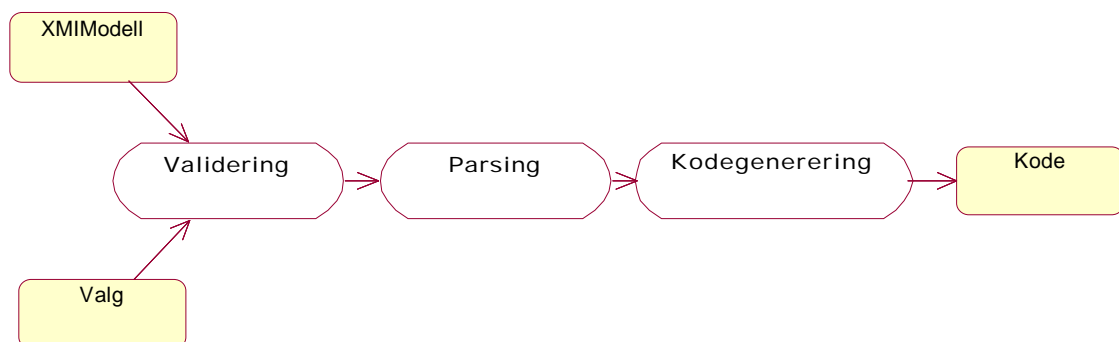 XMIModell
Validering
Parsing
Kodegenerering
Kode
Valg